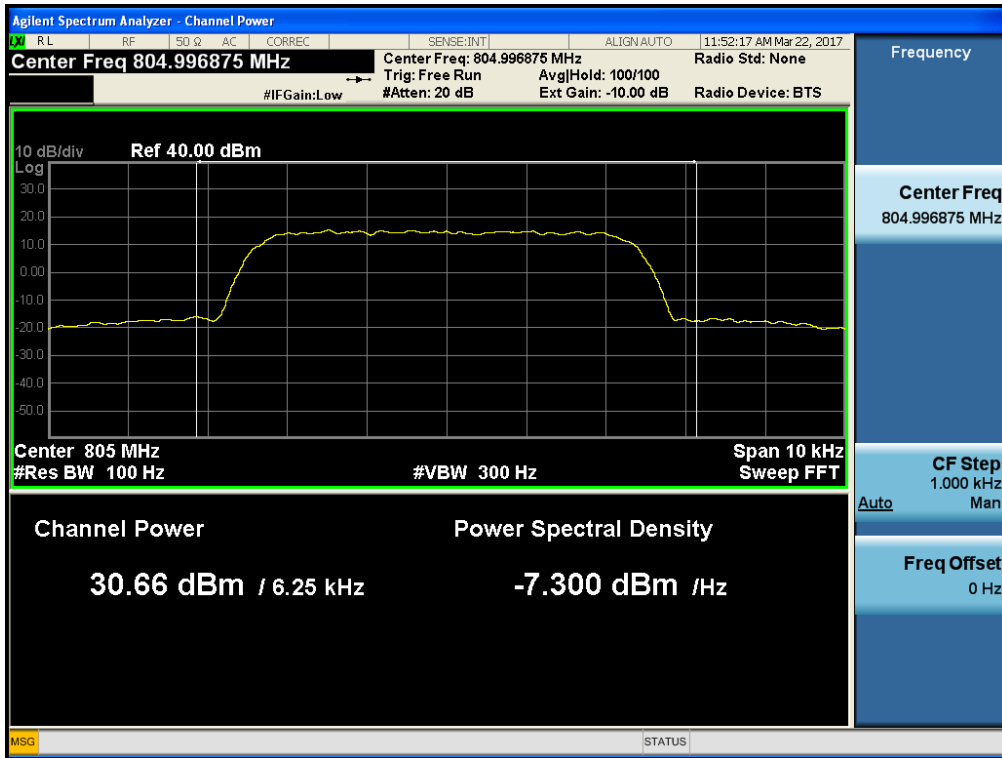 Agilent Spectrum Analyzer - Channel Power
LXI RL RF 50 Ω AC CORREC SENSE:INT ALIGN AUTO 11:52:17 AM Mar 22, 2017
Center Freq 804.996875 MHz
#IFGain:Low
Center Freq: 804.996875 MHz
Trig: Free Run Avg|Hold: 100/100
#Atten: 20 dB Ext Gain: -10.00 dB
Radio Std: None
Radio Device: BTS
10 dB/div Ref 40.00 dBm
Log
30.0
20.0
10.0
0.00
-10.0
-20.0
-30.0
-40.0
-50.0
Center 805 MHz Span 10 kHz
#Res BW 100 Hz #VBW 300 Hz Sweep FFT
Channel Power Power Spectral Density
30.66 dBm / 6.25 kHz -7.300 dBm /Hz
Frequency
Center Freq
804.996875 MHz
CF Step
1.000 kHz
Auto Man
Freq Offset
0 Hz
MSG STATUS